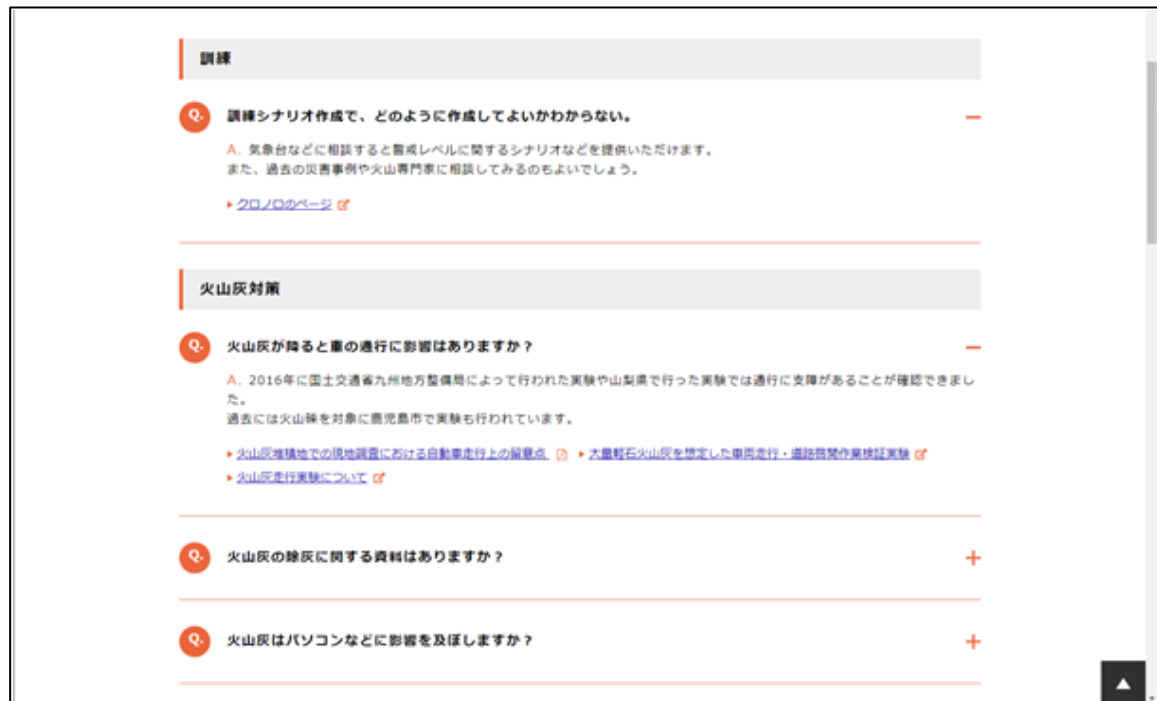 訓練
Q. 訓練シナリオ作成で、どのように作成してよいかわからない。
A. 気象台などに相談すると警戒レベルに関するシナリオなどを提供いただけます。
また、過去の災害事例や火山専門家に相談してみるのもよいでしょう。
クロノロのページ
火山灰対策
Q. 火山灰が降ると車の通行に影響はありますか？
A. 2016年に国土交通省九州地方整備局によって行われた実験や山梨県で行った実験では通行に支障があることが確認できまし
た。
過去には火山礫を対象に鹿児島市で実験も行われています。
火山灰堆積地での現地調査における自動車走行上の留意点 大量軽石火山灰を想定した車両走行・道路啓開作業検証実験
火山灰走行実験について
Q. 火山灰の除灰に関する資料はありますか？
Q. 火山灰はパソコンなどに影響を及ぼしますか？